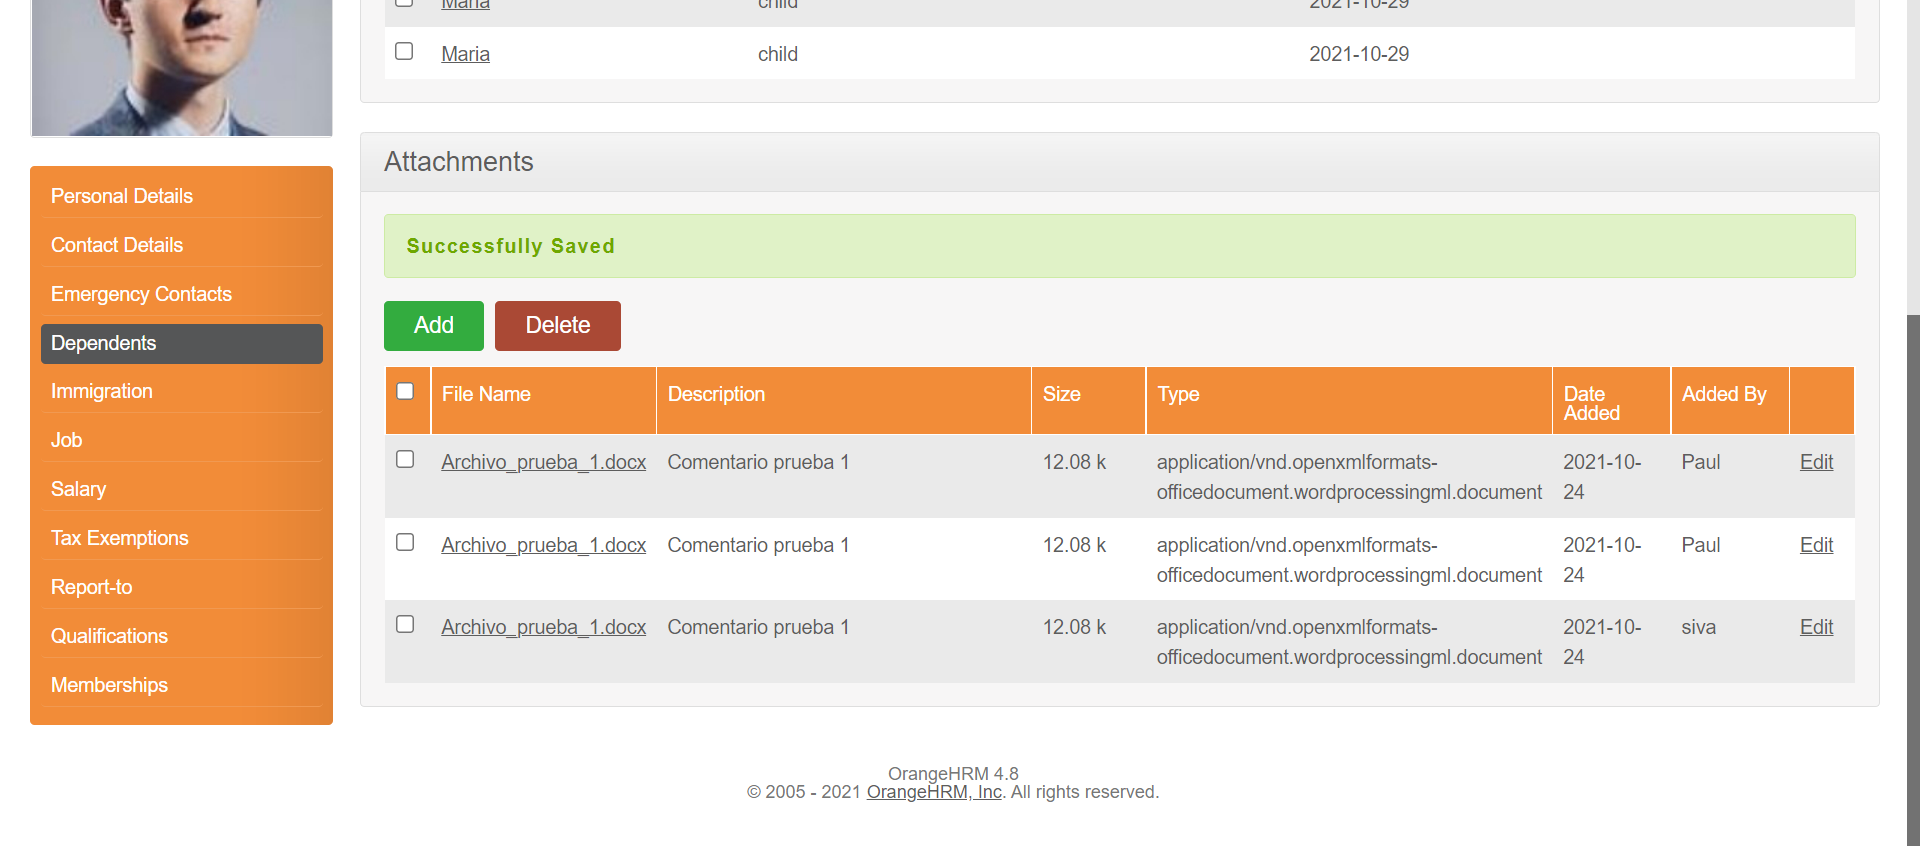 Maria child 2021-10-29
Maria child 2021-10-29
Attachments
Successfully Saved
Add Delete
File Name Description Size Type Date Added Added By
Archivo_prueba_1.docx Comentario prueba 1 12.08 k application/vnd.openxmlformats-officedocument.wordprocessingml.document 2021-10-24 Paul Edit
Archivo_prueba_1.docx Comentario prueba 1 12.08 k application/vnd.openxmlformats-officedocument.wordprocessingml.document 2021-10-24 Paul Edit
Archivo_prueba_1.docx Comentario prueba 1 12.08 k application/vnd.openxmlformats-officedocument.wordprocessingml.document 2021-10-24 siva Edit
Personal Details
Contact Details
Emergency Contacts
Dependents
Immigration
Job
Salary
Tax Exemptions
Report-to
Qualifications
Memberships
OrangeHRM 4.8
© 2005 - 2021 OrangeHRM, Inc. All rights reserved.